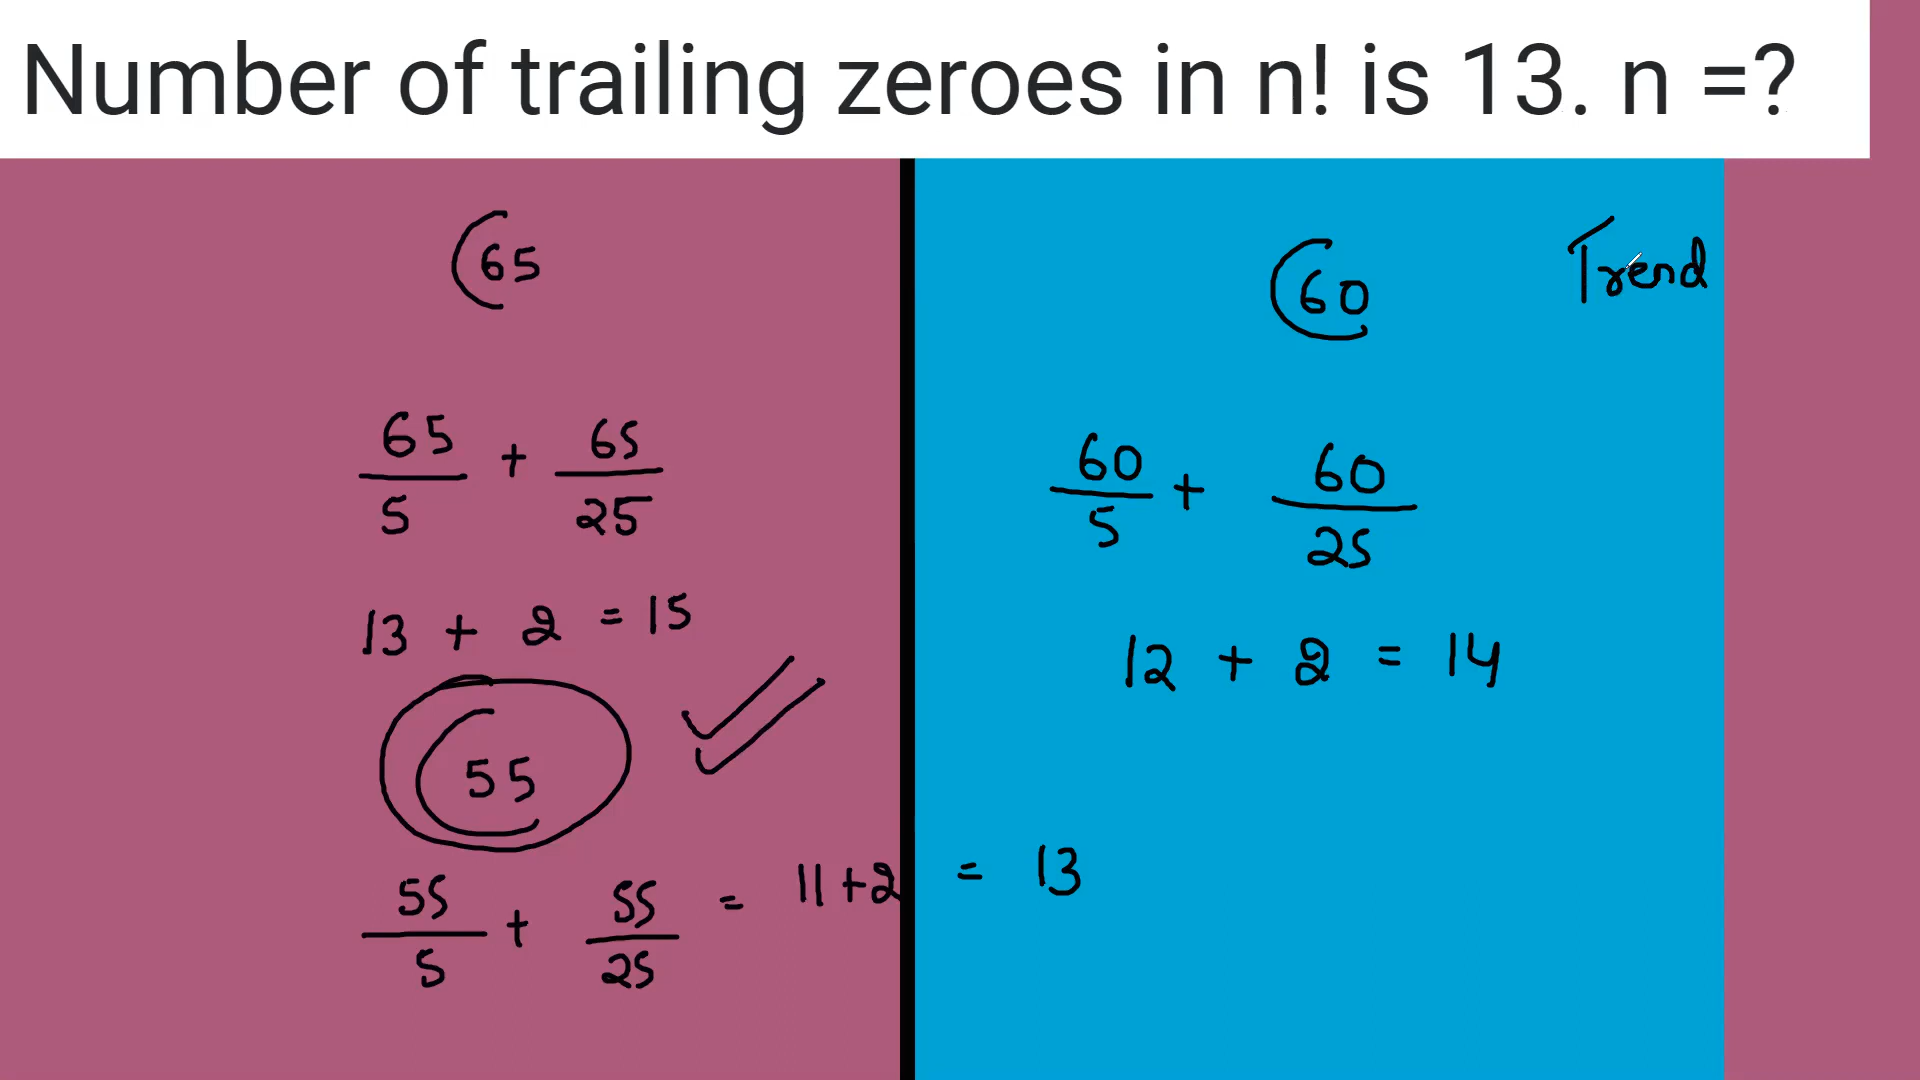 Number of trailing zeroes in n! is 13. n =?
65
65/5 + 65/25
13 + 2 = 15
55
55/5 + 55/25 = 11+2 = 13
60
Trend
60/5 + 60/25
12 + 2 = 14